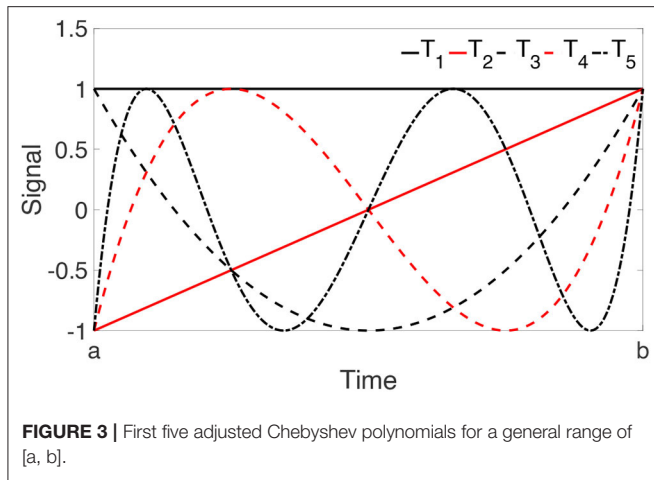 1.5
T1 T2 T3 T4 T5
1
0.5
0
-0.5
-1
Signal
a
b
Time
FIGURE 3 | First five adjusted Chebyshev polynomials for a general range of
[a, b].